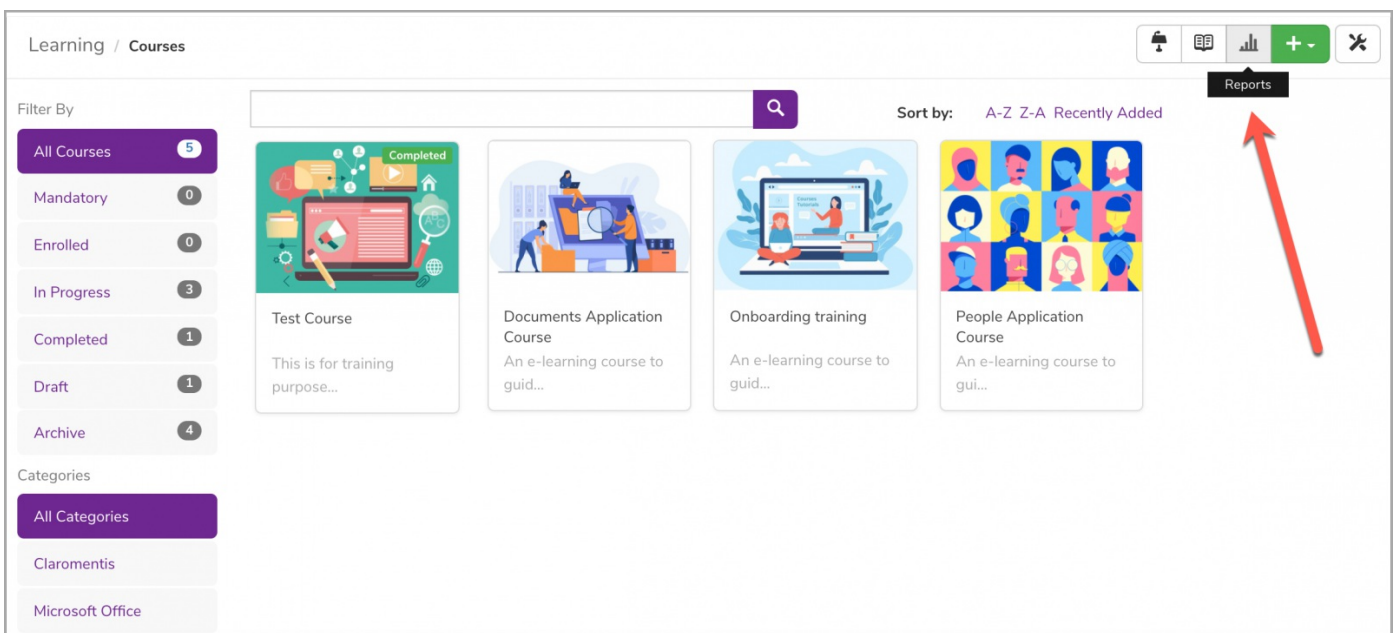 Learning / Courses
Reports
Filter By
Sort by: A-Z Z-A Recently Added
All Courses 5
Mandatory 0
Enrolled 0
In Progress 3
Completed 1
Draft 1
Archive 4
Categories
All Categories
Claromentis
Microsoft Office
Completed
Test Course
This is for training
purpose...
Documents Application
Course
An e-learning course to
guid...
Courses
Tutorials
Onboarding training
An e-learning course to
guid...
People Application
Course
An e-learning course to
gui...